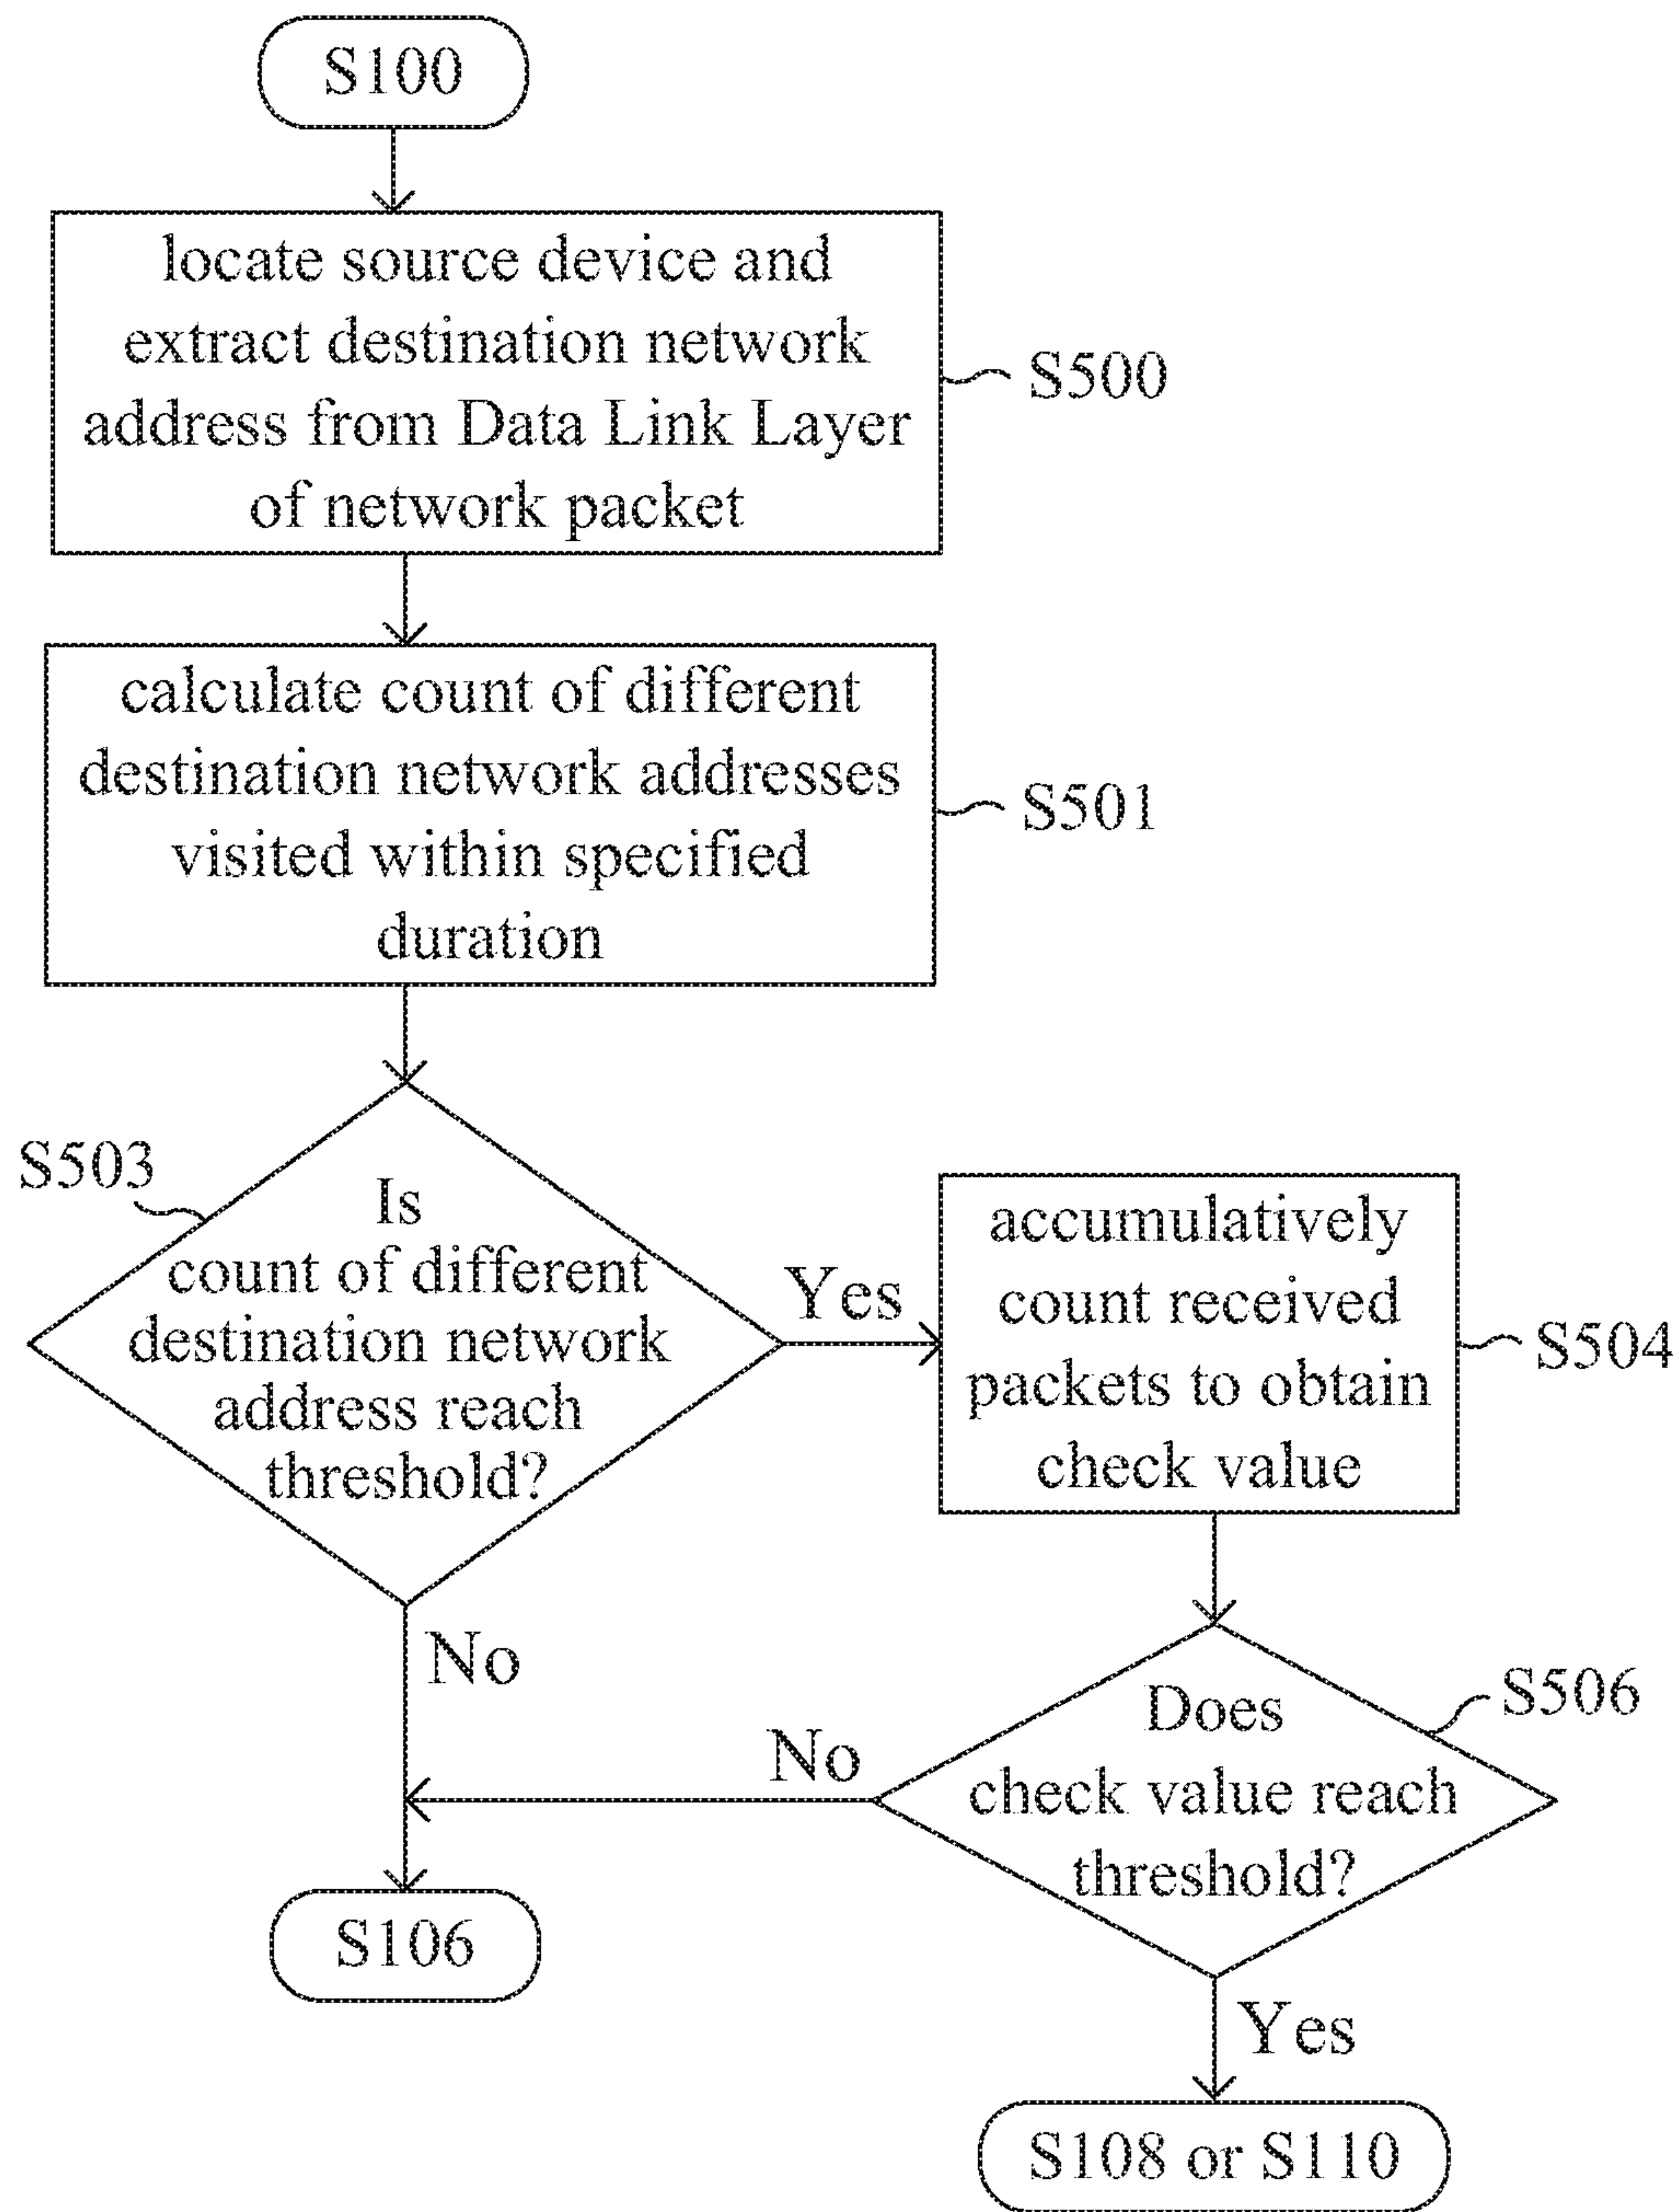 S100
locate source device and
extract destination network
address from Data Link Layer
of network packet
S500
calculate count of different
destination network addresses
visited within specified
duration
S501
S503
Is
count of different
destination network
address reach
threshold?
Yes
accumulatively
count received
packets to obtain
check value
S504
No
Does
check value reach
threshold?
S506
No
S106
Yes
S108 or S110